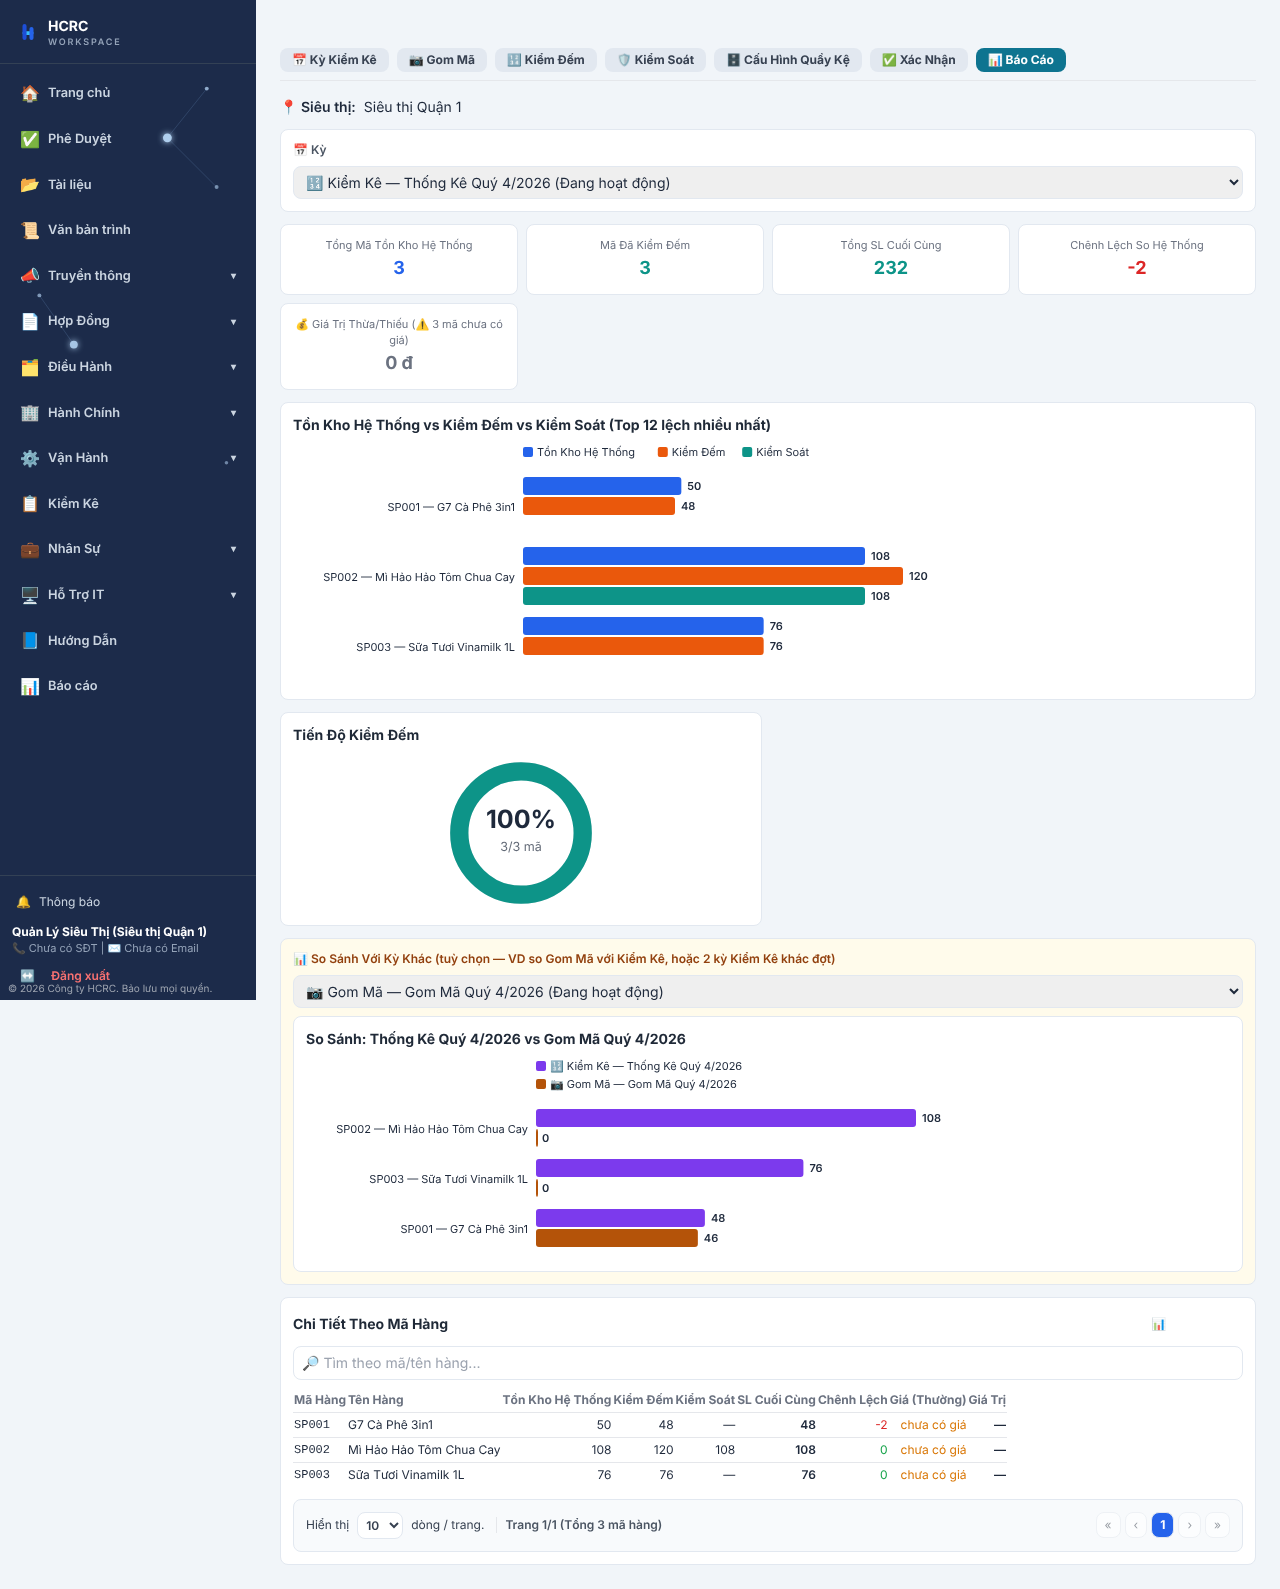 HCRC
WORKSPACE
Trang chủ
Phê Duyệt
Tài liệu
Văn bản trình
Truyền thông
Hợp Đồng
Điều Hành
Hành Chính
Vận Hành
Kiểm Kê
Nhân Sự
Hỗ Trợ IT
Hướng Dẫn
Báo cáo
Thông báo
Quản Lý Siêu Thị (Siêu thị Quận 1)
Chưa có SĐT | Chưa có Email
Đăng xuất
© 2026 Công ty HCRC. Bảo lưu mọi quyền.
Kỳ Kiểm Kê Gom Mã Kiểm Đếm Kiểm Soát Cấu Hình Quầy Kệ Xác Nhận Báo Cáo
Siêu thị: Siêu thị Quận 1
Kỳ
Kiểm Kê — Thống Kê Quý 4/2026 (Đang hoạt động)
Tổng Mã Tồn Kho Hệ Thống
3
Mã Đã Kiểm Đếm
3
Tổng SL Cuối Cùng
232
Chênh Lệch So Hệ Thống
-2
Giá Trị Thừa/Thiếu (⚠️ 3 mã chưa có
giá)
0 đ
Tồn Kho Hệ Thống vs Kiểm Đếm vs Kiểm Soát (Top 12 lệch nhiều nhất)
Tồn Kho Hệ Thống Kiểm Đếm Kiểm Soát
50
SP001 — G7 Cà Phê 3in1
48
108
SP002 — Mì Hảo Hảo Tôm Chua Cay
120
108
76
SP003 — Sữa Tươi Vinamilk 1L
76
Tiến Độ Kiểm Đếm
100%
3/3 mã
So Sánh Với Kỳ Khác (tuỳ chọn — VD so Gom Mã với Kiểm Kê, hoặc 2 kỳ Kiểm Kê khác đợt)
Gom Mã — Gom Mã Quý 4/2026 (Đang hoạt động)
So Sánh: Thống Kê Quý 4/2026 vs Gom Mã Quý 4/2026
Kiểm Kê — Thống Kê Quý 4/2026
Gom Mã — Gom Mã Quý 4/2026
108
SP002 — Mì Hảo Hảo Tôm Chua Cay
0
76
SP003 — Sữa Tươi Vinamilk 1L
0
48
SP001 — G7 Cà Phê 3in1
46
Chi Tiết Theo Mã Hàng
Tìm theo mã/tên hàng...
Mã Hàng Tên Hàng Tồn Kho Hệ Thống Kiểm Đếm Kiểm Soát SL Cuối Cùng Chênh Lệch Giá (Thường) Giá Trị
SP001 G7 Cà Phê 3in1 50 48 — 48 -2 chưa có giá —
SP002 Mì Hảo Hảo Tôm Chua Cay 108 120 108 108 0 chưa có giá —
SP003 Sữa Tươi Vinamilk 1L 76 76 — 76 0 chưa có giá —
Hiển thị 10 dòng / trang. Trang 1/1 (Tổng 3 mã hàng) « ‹ 1 › »